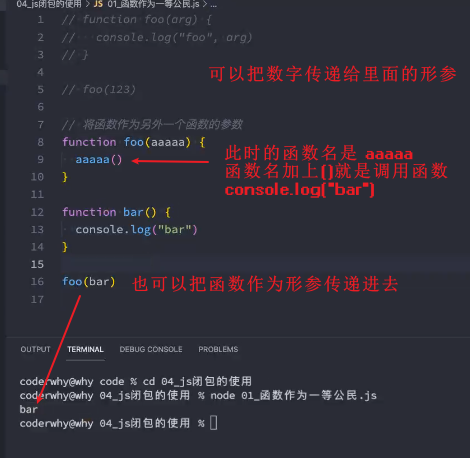 04_js闭包的使用 > JS 01_函数作为一等公民.js > ...
1 // function foo(arg) {
2 //   console.log("foo", arg)
3 // }
4
可以把数字传递给里面的形参
5 // foo(123)
6
7 // 将函数作为另外一个函数的参数
8 function foo(aaaaa) {
9   aaaaa()
10 }
此时的函数名是 aaaaa
函数名加上()就是调用函数
console.log("bar")
11
12 function bar() {
13   console.log("bar")
14 }
15
16 foo(bar)
也可以把函数作为形参传递进去
17
OUTPUT TERMINAL DEBUG CONSOLE PROBLEMS
coderwhy@why code % cd 04_js闭包的使用
coderwhy@why 04_js闭包的使用 % node 01_函数作为一等公民.js
bar
coderwhy@why 04_js闭包的使用 %